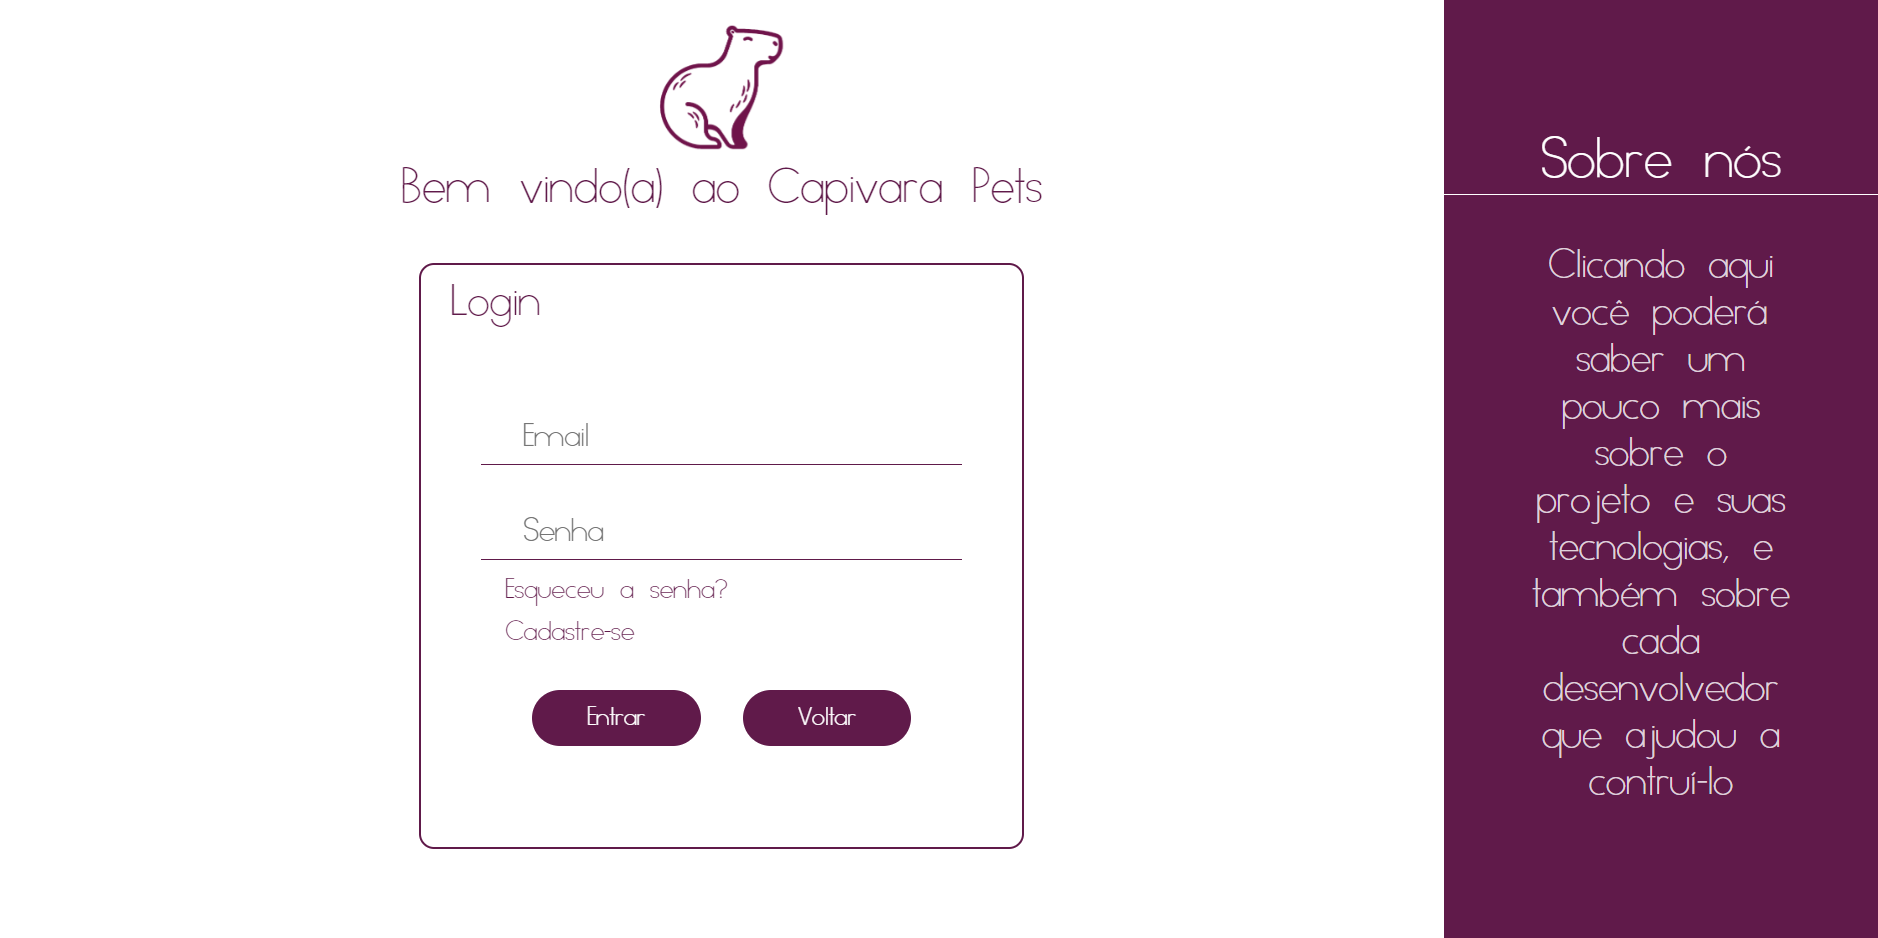 Bem vindo(a) ao Capivara Pets
Login
Email
Senha
Esqueceu a senha?
Cadastre-se
Entrar
Voltar
Sobre nós
Clicando aqui
você poderá
saber um
pouco mais
sobre o
projeto e suas
tecnologias, e
também sobre
cada
desenvolvedor
que ajudou a
contruí-lo